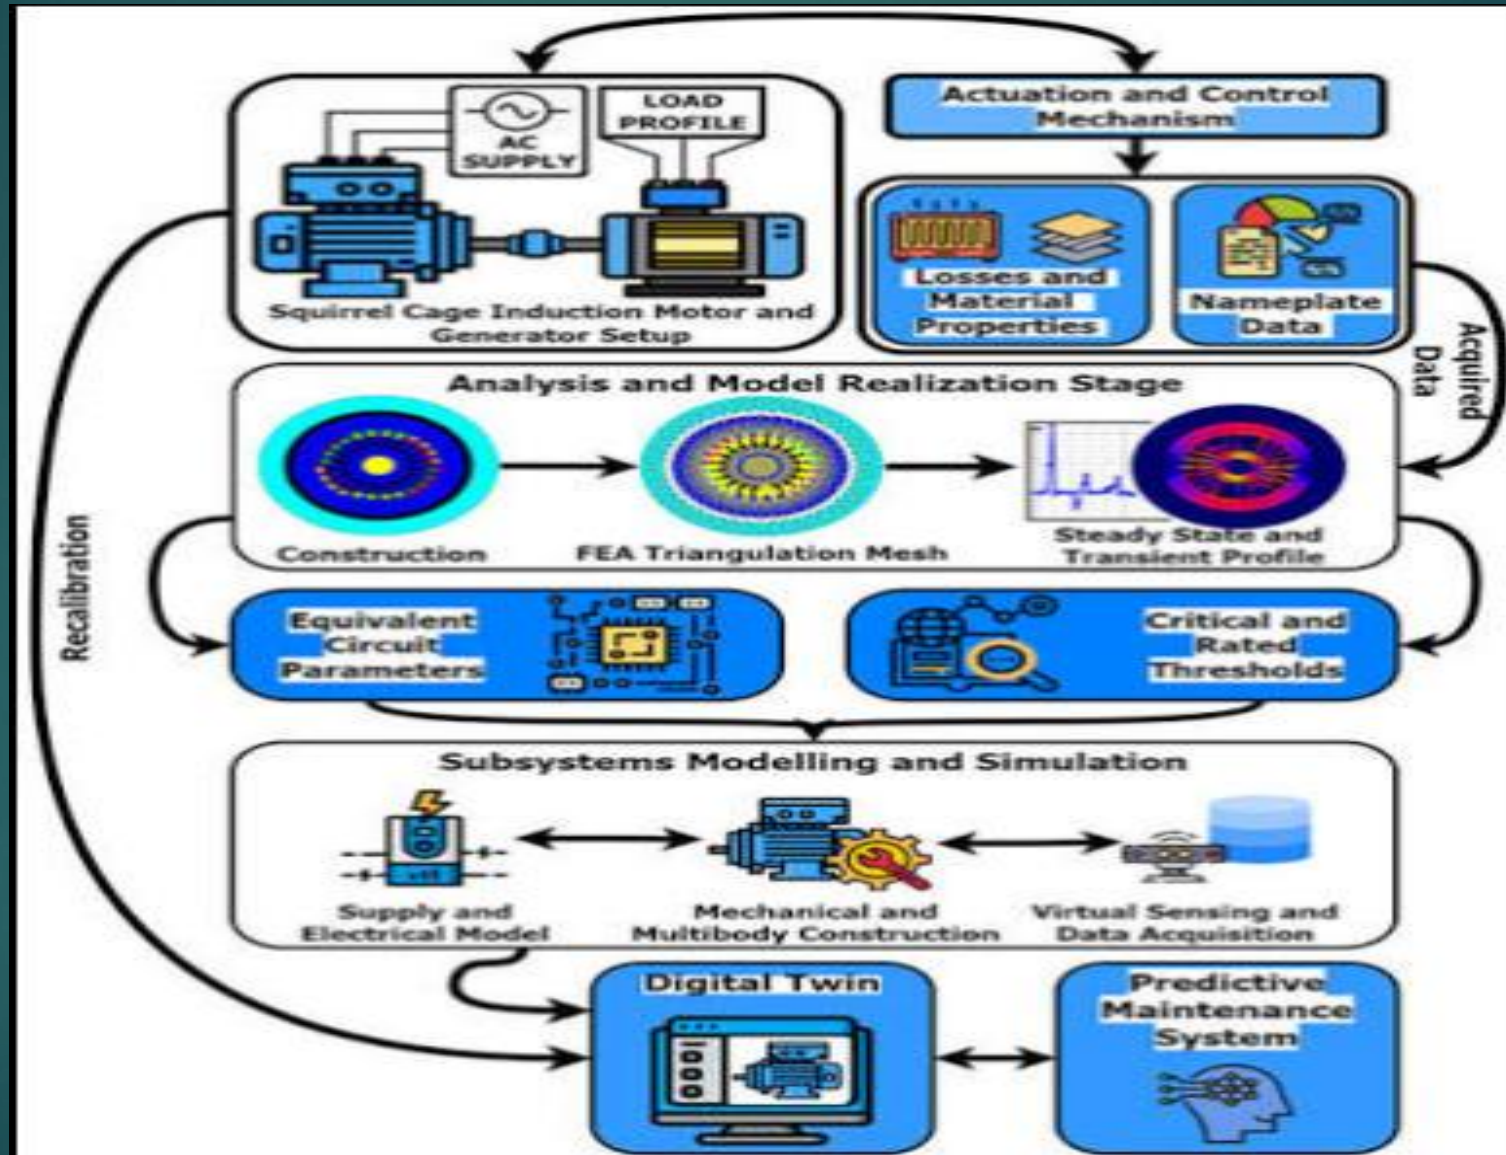 AC
SUPPLY
LOAD
PROFILE
Squirrel Cage Induction Motor and
Generator Setup
Actuation and Control
Mechanism
Losses and
Material
Properties
Nameplate
Data
Acquired
Data
Recalibration
Analysis and Model Realization Stage
Construction
FEA Triangulation Mesh
Steady State and
Transient Profile
Equivalent
Circuit
Parameters
Critical and
Rated
Thresholds
Subsystems Modelling and Simulation
Supply and
Electrical Model
Mechanical and
Multibody Construction
Virtual Sensing and
Data Acquisition
Digital Twin
Predictive
Maintenance
System